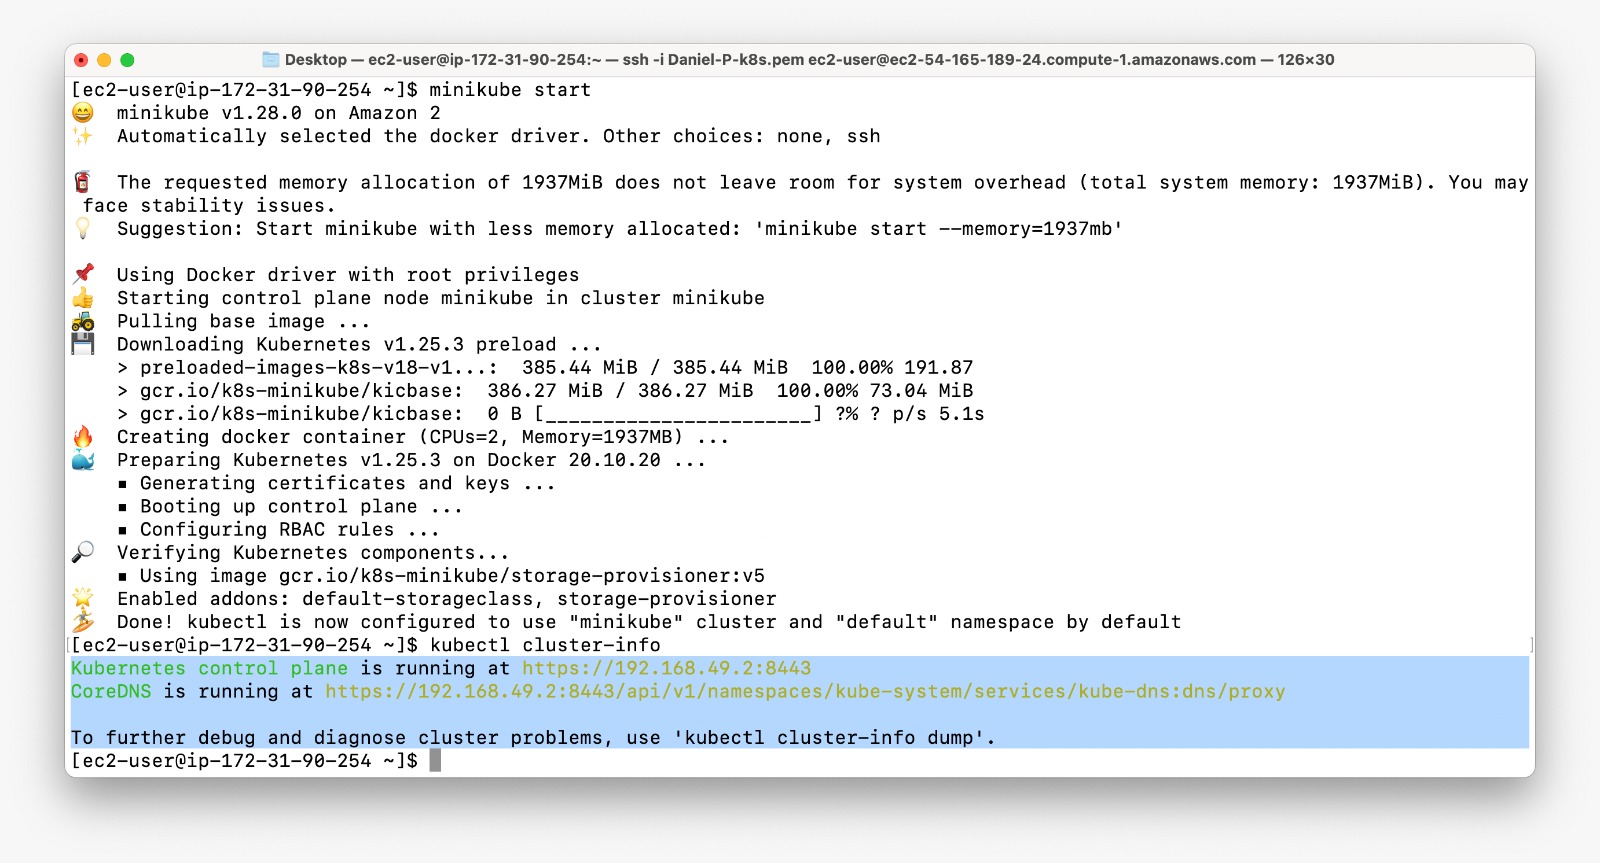 Desktop — ec2-user@ip-172-31-90-254:~ — ssh -i Daniel-P-k8s.pem ec2-user@ec2-54-165-189-24.compute-1.amazonaws.com — 126×30
[ec2-user@ip-172-31-90-254 ~]$ minikube start
😄  minikube v1.28.0 on Amazon 2
✨  Automatically selected the docker driver. Other choices: none, ssh
🧯  The requested memory allocation of 1937MiB does not leave room for system overhead (total system memory: 1937MiB). You may
 face stability issues.
💡  Suggestion: Start minikube with less memory allocated: 'minikube start --memory=1937mb'
📌  Using Docker driver with root privileges
👍  Starting control plane node minikube in cluster minikube
🚜  Pulling base image ...
💾  Downloading Kubernetes v1.25.3 preload ...
    > preloaded-images-k8s-v18-v1...:  385.44 MiB / 385.44 MiB  100.00% 191.87
    > gcr.io/k8s-minikube/kicbase:  386.27 MiB / 386.27 MiB  100.00% 73.04 MiB
    > gcr.io/k8s-minikube/kicbase:  0 B [_______________________] ?% ? p/s 5.1s
🔥  Creating docker container (CPUs=2, Memory=1937MB) ...
🐳  Preparing Kubernetes v1.25.3 on Docker 20.10.20 ...
    ▪ Generating certificates and keys ...
    ▪ Booting up control plane ...
    ▪ Configuring RBAC rules ...
🔎  Verifying Kubernetes components...
    ▪ Using image gcr.io/k8s-minikube/storage-provisioner:v5
🌟  Enabled addons: default-storageclass, storage-provisioner
🏄  Done! kubectl is now configured to use "minikube" cluster and "default" namespace by default
[[ec2-user@ip-172-31-90-254 ~]$ kubectl cluster-info ]
Kubernetes control plane is running at https://192.168.49.2:8443
CoreDNS is running at https://192.168.49.2:8443/api/v1/namespaces/kube-system/services/kube-dns:dns/proxy
To further debug and diagnose cluster problems, use 'kubectl cluster-info dump'.
[ec2-user@ip-172-31-90-254 ~]$